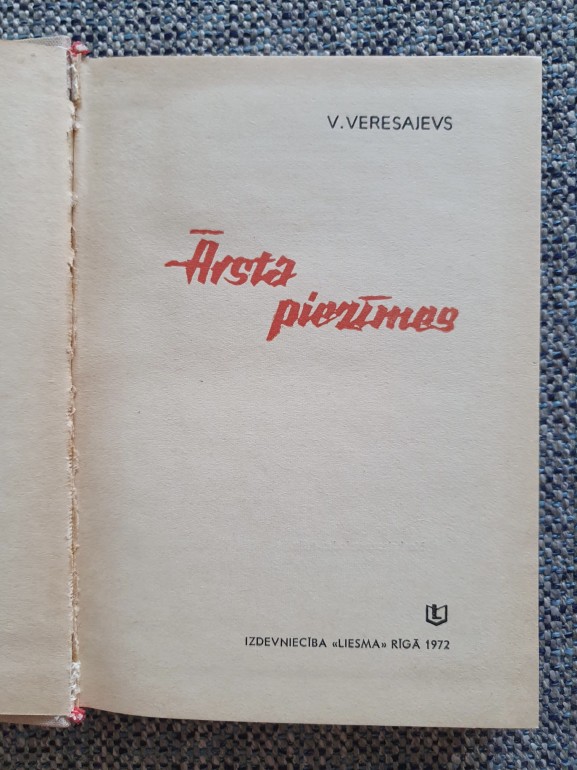 V. VERESAJEVS
Ārsta
piezīmes
IZDEVNIECĪBA «LIESMA» RĪGĀ 1972